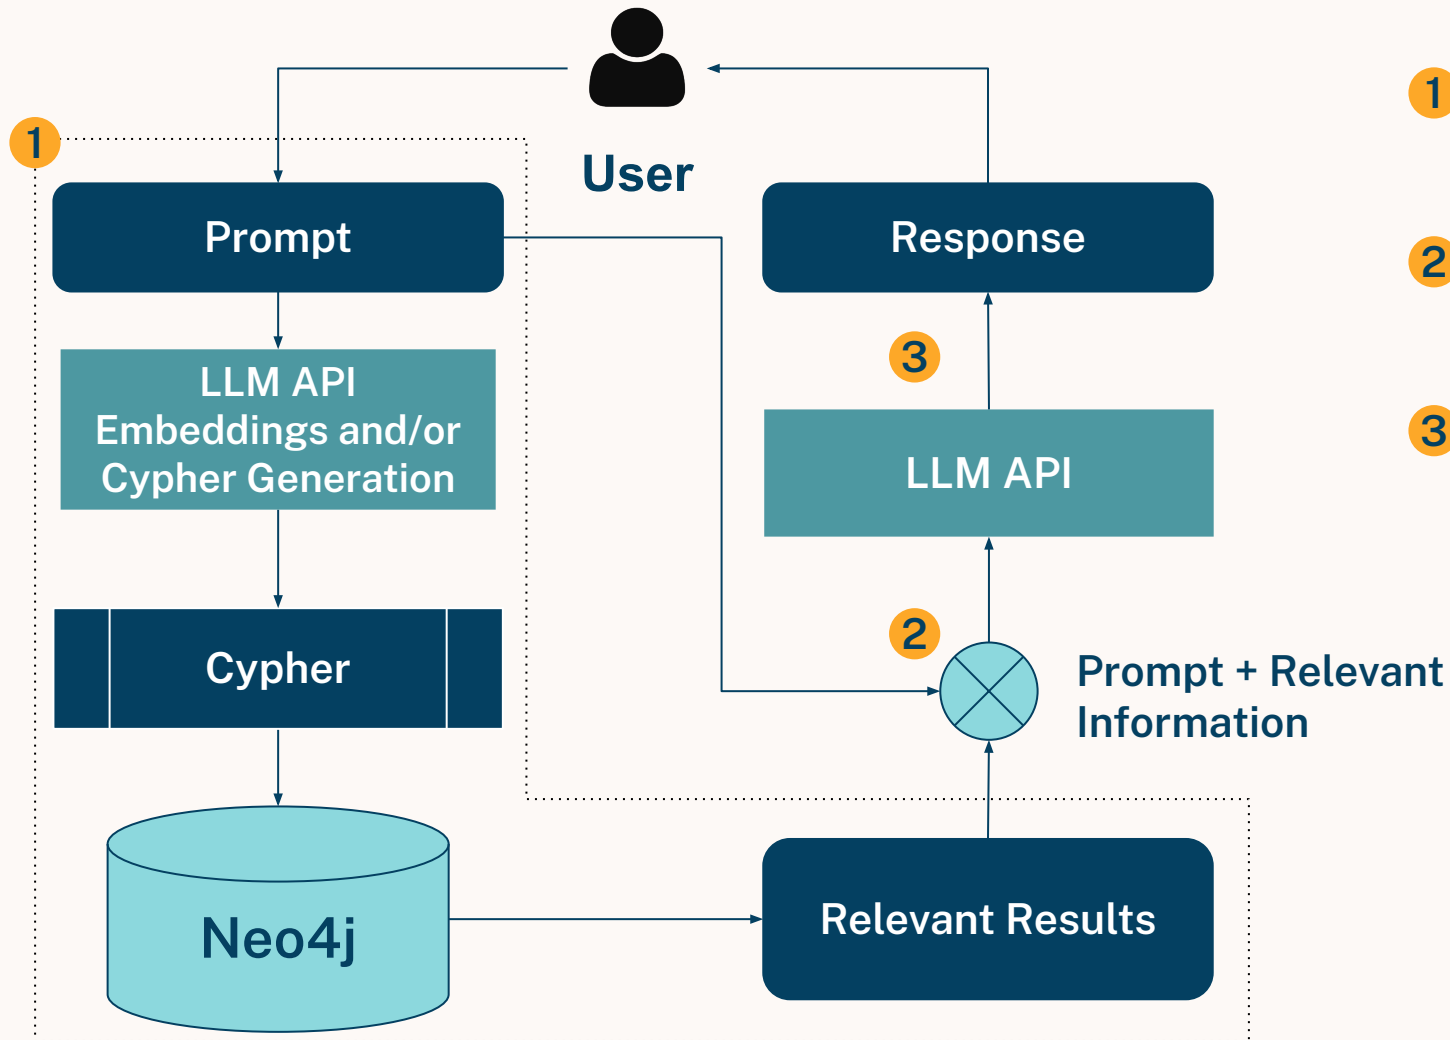 1
User
1
Prompt
Response
2
LLM API
Embeddings and/or
Cypher Generation
3
3
LLM API
2
Cypher
Prompt + Relevant
Information
Neo4j
Relevant Results